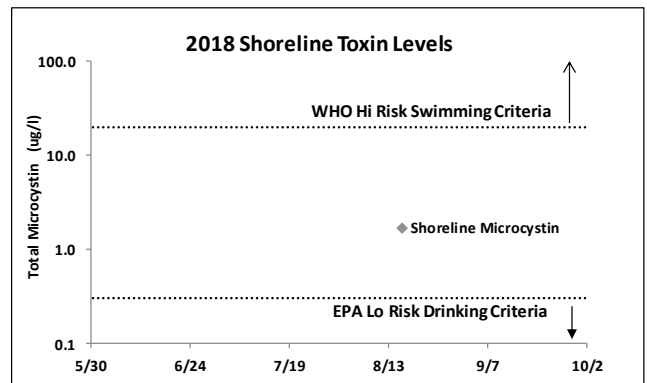 2018 Shoreline Toxin Levels
Total Microcystin (ug/l)
100.0
WHO Hi Risk Swimming Criteria
10.0
Shoreline Microcystin
1.0
EPA Lo Risk Drinking Criteria
0.1
5/30 6/24 7/19 8/13 9/7 10/2